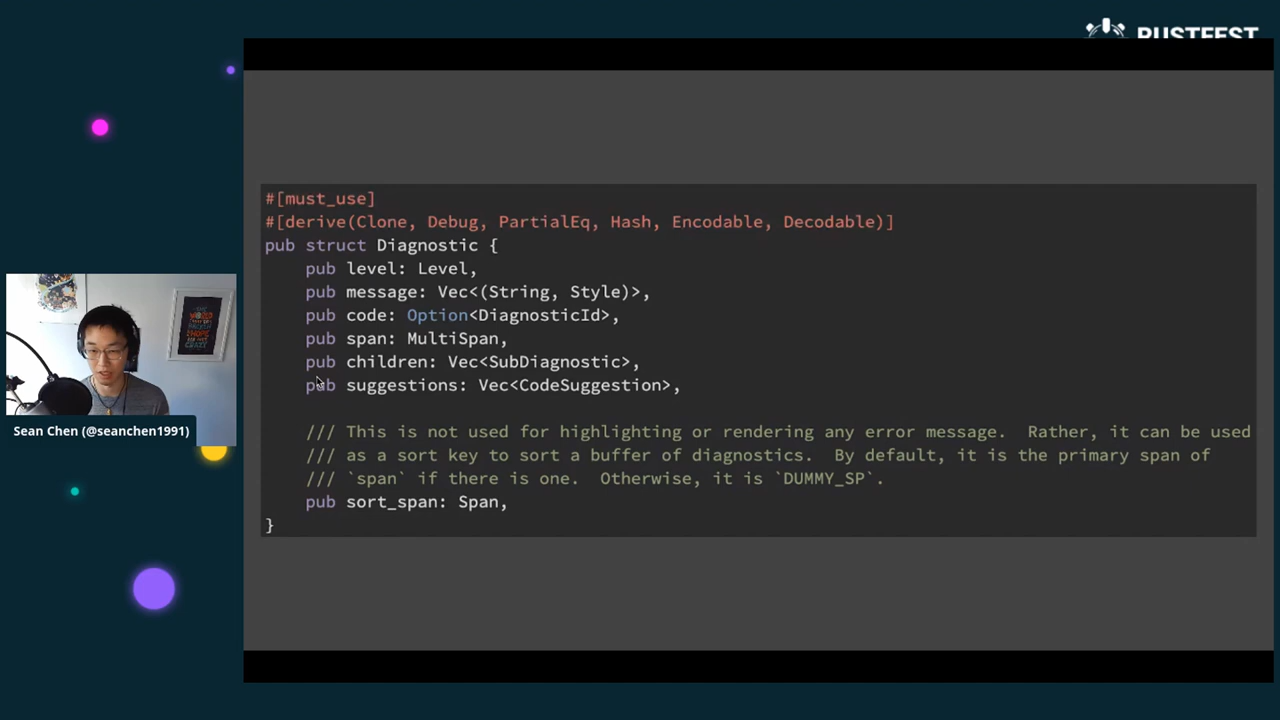 RUSTFEST
#[must_use]
#[derive(Clone, Debug, PartialEq, Hash, Encodable, Decodable)]
pub struct Diagnostic {
    pub level: Level,
    pub message: Vec<(String, Style)>,
    pub code: Option<DiagnosticId>,
    pub span: MultiSpan,
    pub children: Vec<SubDiagnostic>,
    pub suggestions: Vec<CodeSuggestion>,
    /// This is not used for highlighting or rendering any error message.  Rather, it can be used
    /// as a sort key to sort a buffer of diagnostics.  By default, it is the primary span of
    /// `span` if there is one.  Otherwise, it is `DUMMY_SP`.
    pub sort_span: Span,
}
Sean Chen (@seanchen1991)